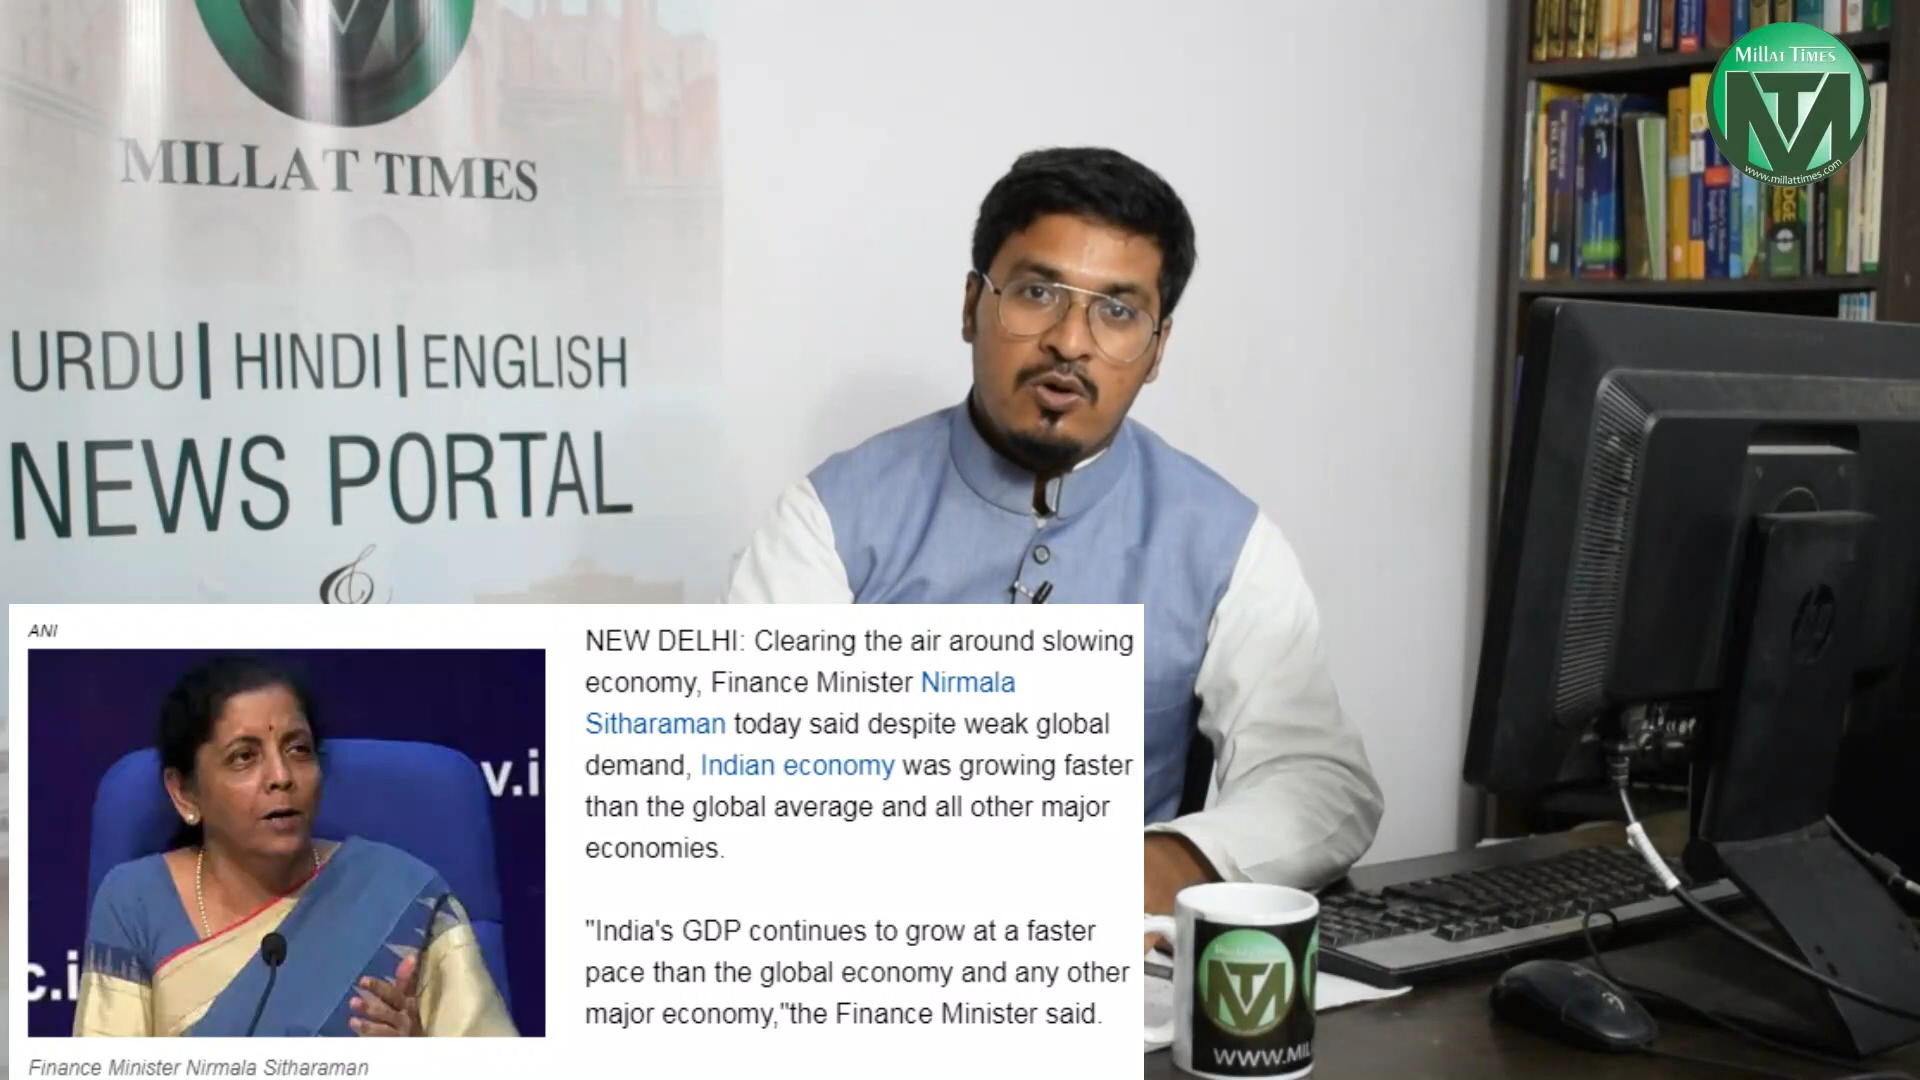 MILLAT TIMES
URDU | HINDI | ENGLISH
NEWS PORTAL
&
MILLAT TIMES
MT
www.millattimes.com
ANI
v.i
c.i
Finance Minister Nirmala Sitharaman
NEW DELHI: Clearing the air around slowing
economy, Finance Minister Nirmala
Sitharaman today said despite weak global
demand, Indian economy was growing faster
than the global average and all other major
economies.
"India's GDP continues to grow at a faster
pace than the global economy and any other
major economy,"the Finance Minister said.
MT
WWW.MIL
hp